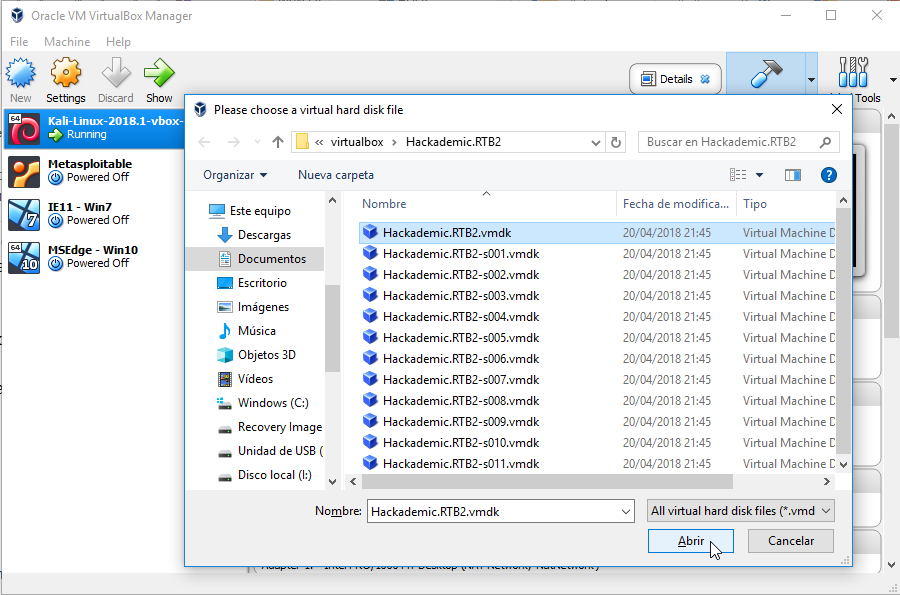 Oracle VM VirtualBox Manager
File Machine Help
New Settings Discard Show
Details
Tools
Kali-Linux-2018.1-vbox-
Running
Metasploitable
Powered Off
IE11 - Win7
Powered Off
MSEdge - Win10
Powered Off
Please choose a virtual hard disk file
« virtualbox > Hackademic.RTB2
Buscar en Hackademic.RTB2
Organizar Nueva carpeta
Este equipo
Descargas
Documentos
Escritorio
Imágenes
Música
Objetos 3D
Vídeos
Windows (C:)
Recovery Image
Unidad de USB (
Disco local (I:)
Nombre Fecha de modifica... Tipo
Hackademic.RTB2.vmdk 20/04/2018 21:45 Virtual Machine D
Hackademic.RTB2-s001.vmdk 20/04/2018 21:45 Virtual Machine D
Hackademic.RTB2-s002.vmdk 20/04/2018 21:45 Virtual Machine D
Hackademic.RTB2-s003.vmdk 20/04/2018 21:45 Virtual Machine D
Hackademic.RTB2-s004.vmdk 20/04/2018 21:45 Virtual Machine D
Hackademic.RTB2-s005.vmdk 20/04/2018 21:45 Virtual Machine D
Hackademic.RTB2-s006.vmdk 20/04/2018 21:45 Virtual Machine D
Hackademic.RTB2-s007.vmdk 20/04/2018 21:45 Virtual Machine D
Hackademic.RTB2-s008.vmdk 20/04/2018 21:45 Virtual Machine D
Hackademic.RTB2-s009.vmdk 20/04/2018 21:45 Virtual Machine D
Hackademic.RTB2-s010.vmdk 20/04/2018 21:45 Virtual Machine D
Hackademic.RTB2-s011.vmdk 20/04/2018 21:45 Virtual Machine D
Nombre: Hackademic.RTB2.vmdk All virtual hard disk files (*.vmd
Abrir Cancelar